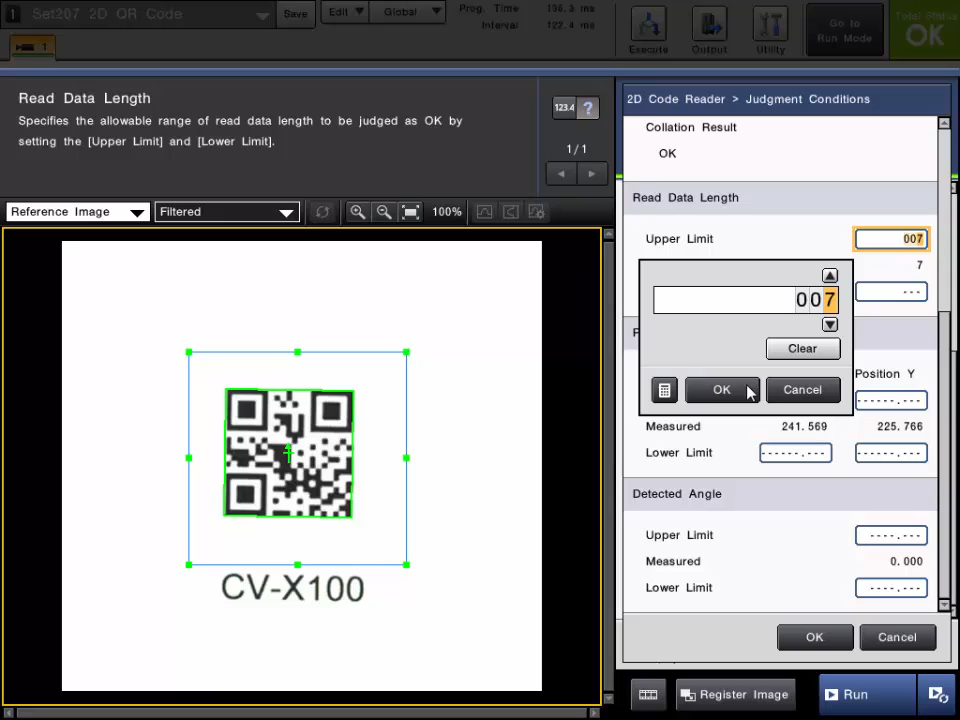 1 Set207 2D QR Code Save Edit Global Prog. Time 136.3 ms
Interval 122.4 ms
Execute Output Utility
Go to
Run Mode
Total Status
OK
1
Read Data Length
Specifies the allowable range of read data length to be judged as OK by
setting the [Upper Limit] and [Lower Limit].
123.4 ?
1/1
Reference Image Filtered 100%
CV-X100
2D Code Reader > Judgment Conditions
Collation Result
OK
Read Data Length
Upper Limit 007
7
---
007
Clear
OK Cancel
Position Y
------.---
Measured 241.569 225.766
Lower Limit ------.--- ------.---
Detected Angle
Upper Limit ----.---
Measured 0.000
Lower Limit ----.---
OK Cancel
Register Image Run